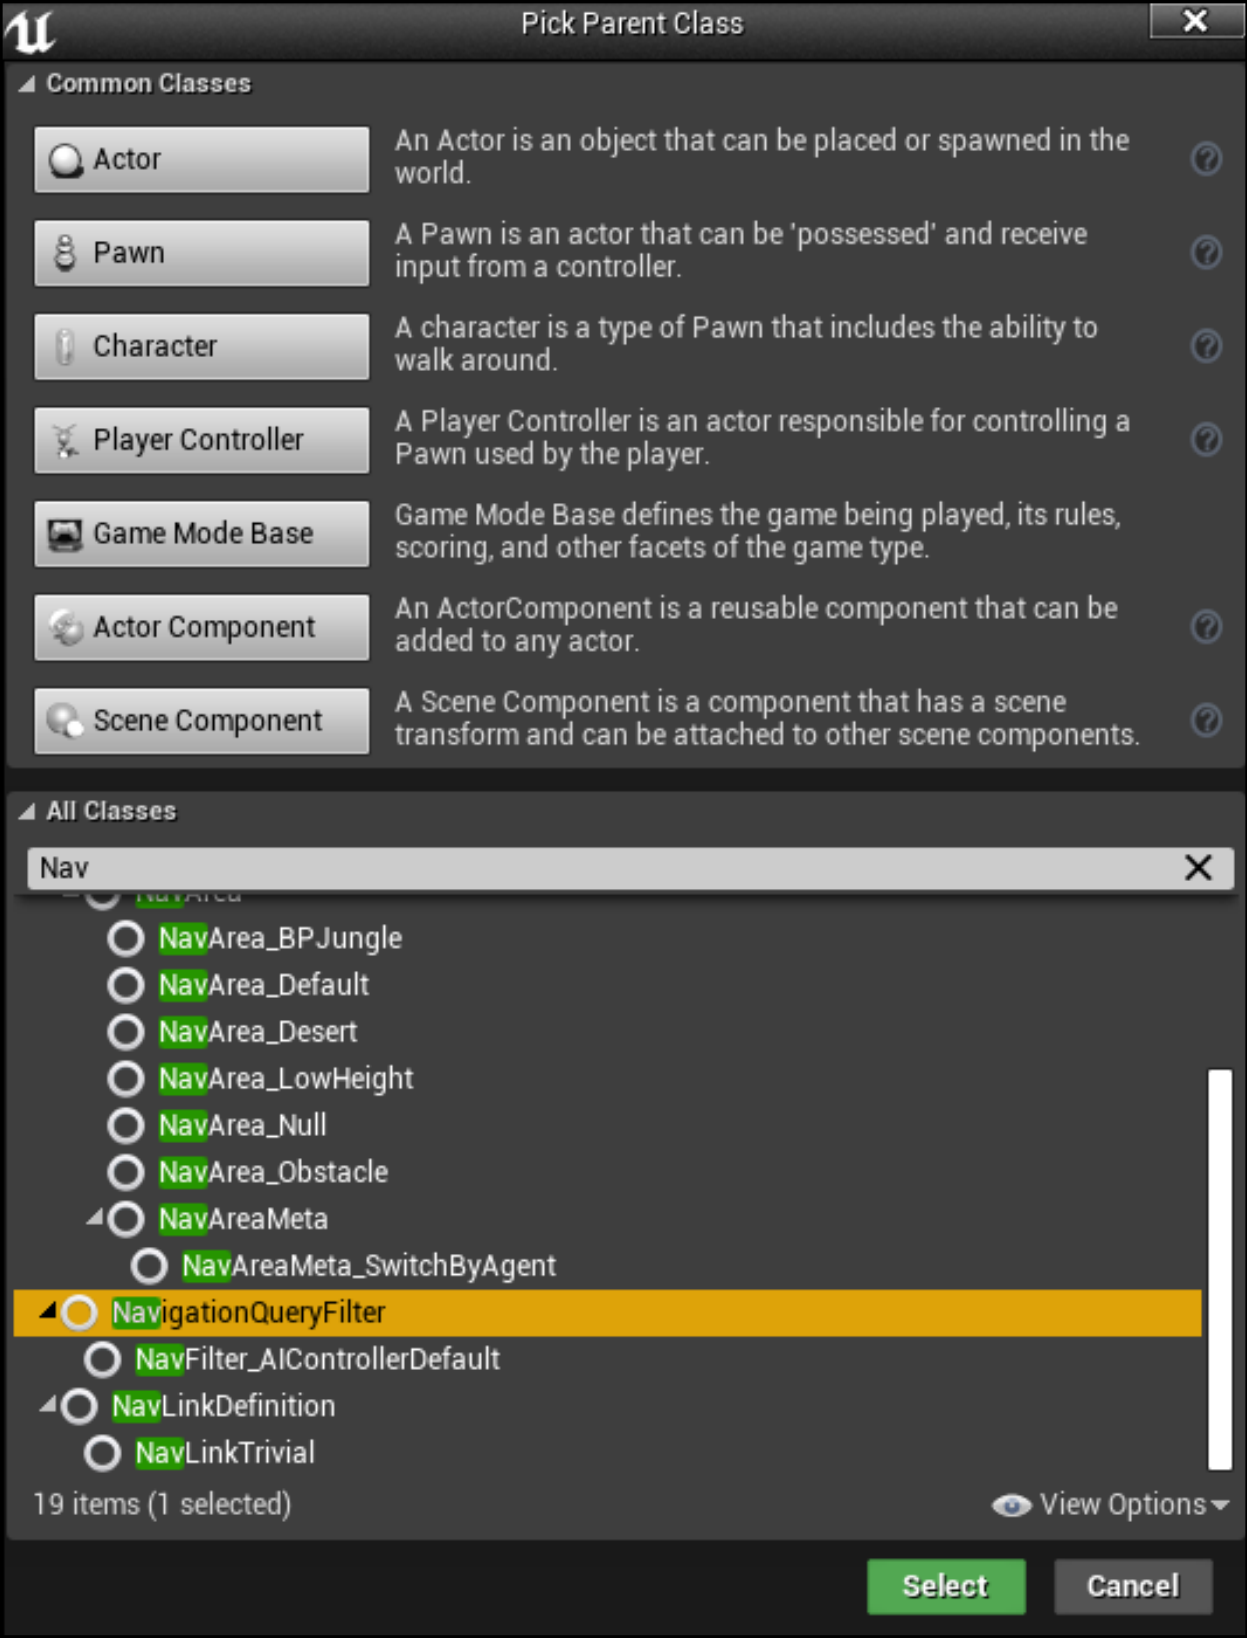 Pick Parent Class
Common Classes
Actor
An Actor is an object that can be placed or spawned in the
world.
Pawn
A Pawn is an actor that can be 'possessed' and receive
input from a controller.
Character
A character is a type of Pawn that includes the ability to
walk around.
Player Controller
A Player Controller is an actor responsible for controlling a
Pawn used by the player.
Game Mode Base
Game Mode Base defines the game being played, its rules,
scoring, and other facets of the game type.
Actor Component
An ActorComponent is a reusable component that can be
added to any actor.
Scene Component
A Scene Component is a component that has a scene
transform and can be attached to other scene components.
All Classes
Nav
NavArea
NavArea_BPJungle
NavArea_Default
NavArea_Desert
NavArea_LowHeight
NavArea_Null
NavArea_Obstacle
NavAreaMeta
NavAreaMeta_SwitchByAgent
NavigationQueryFilter
NavFilter_AIControllerDefault
NavLinkDefinition
NavLinkTrivial
19 items (1 selected)
View Options
Select
Cancel